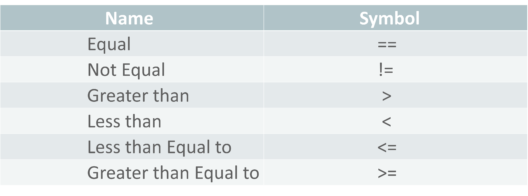 Name Symbol
Equal ==
Not Equal !=
Greater than >
Less than <
Less than Equal to <=
Greater than Equal to >=